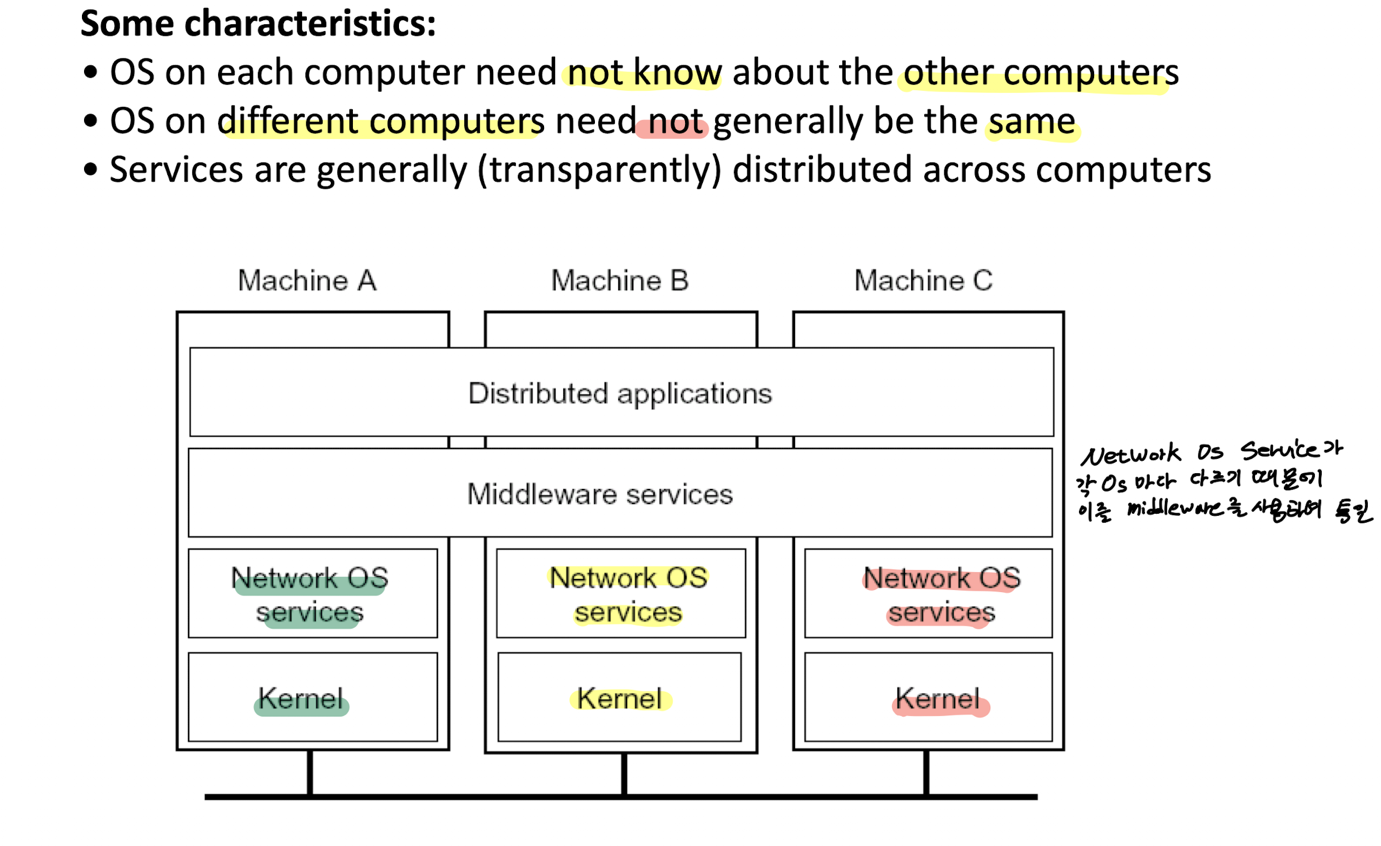 Some characteristics:
• OS on each computer need not know about the other computers
• OS on different computers need not generally be the same
• Services are generally (transparently) distributed across computers
Machine A Machine B Machine C
Distributed applications
Middleware services
Network OS Service가
각 OS 마다 다르기 때문에
이를 middleware를 사용하여 통일
Network OS Network OS Network OS
services services services
Kernel Kernel Kernel